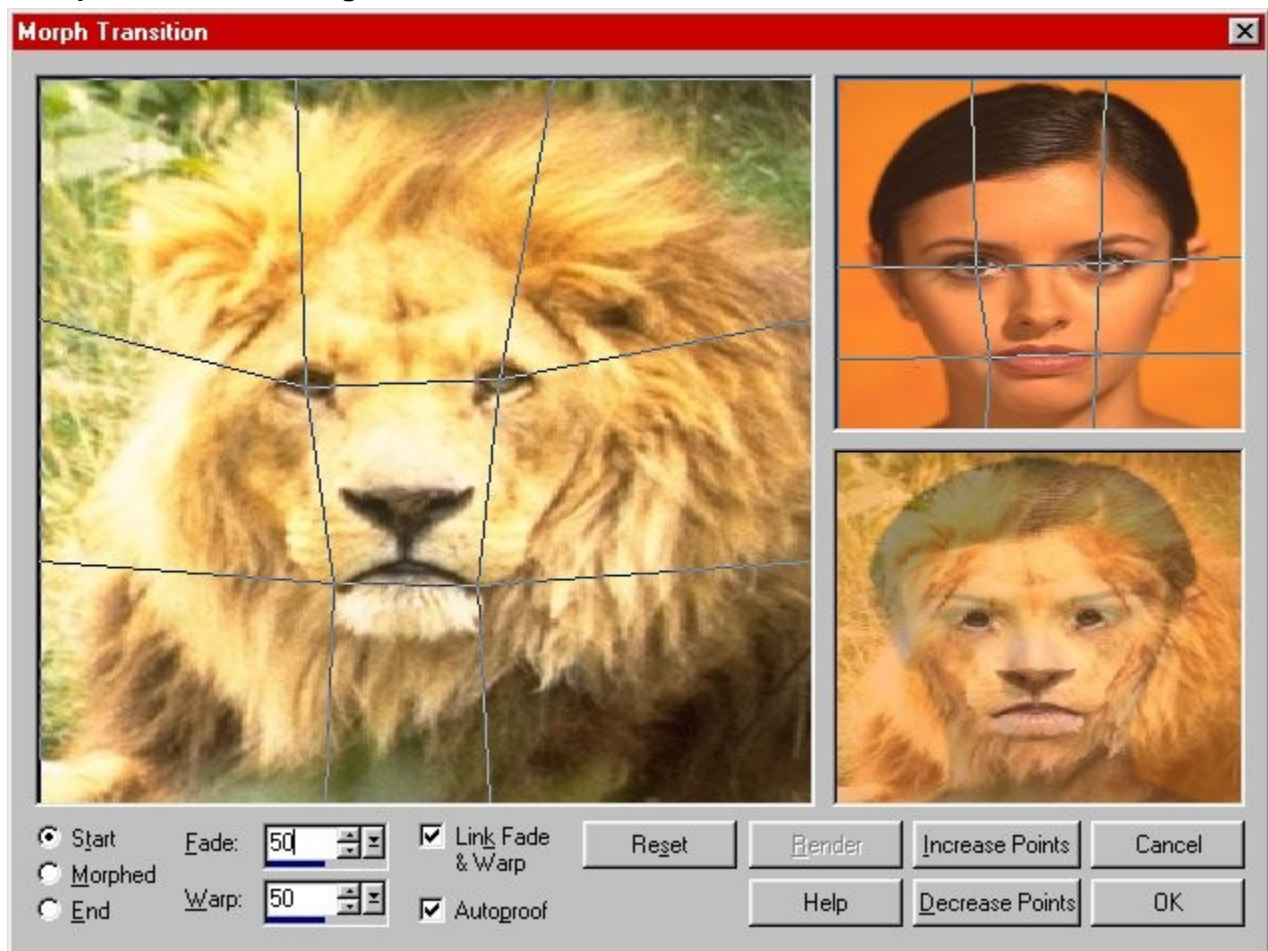 Morph Transition
Start
Morphed
End
Fade: 50
Warp: 50
Link Fade
& Warp
Autoproof
Reset
Render
Increase Points
Cancel
Help
Decrease Points
OK